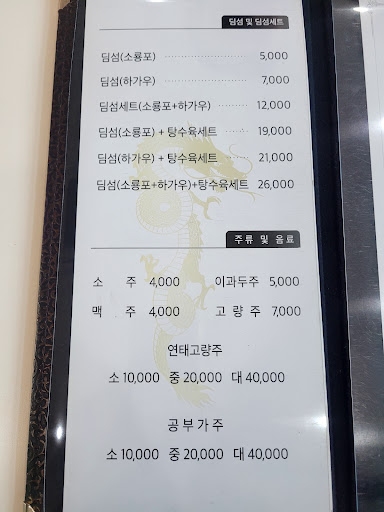 딤섬 및 딤섬세트
딤섬(소룡포) ············ 5,000
딤섬(하가우) ············ 7,000
딤섬세트(소룡포+하가우) ······ 12,000
딤섬(소룡포) + 탕수육세트 ······ 19,000
딤섬(하가우) + 탕수육세트 ······ 21,000
딤섬(소룡포+하가우)+탕수육세트 26,000
주류 및 음료
소 주 4,000 이과두주 5,000
맥 주 4,000 고 량 주 7,000
연태고량주
소 10,000 중 20,000 대 40,000
공 부 가 주
소 10,000 중 20,000 대 40,000